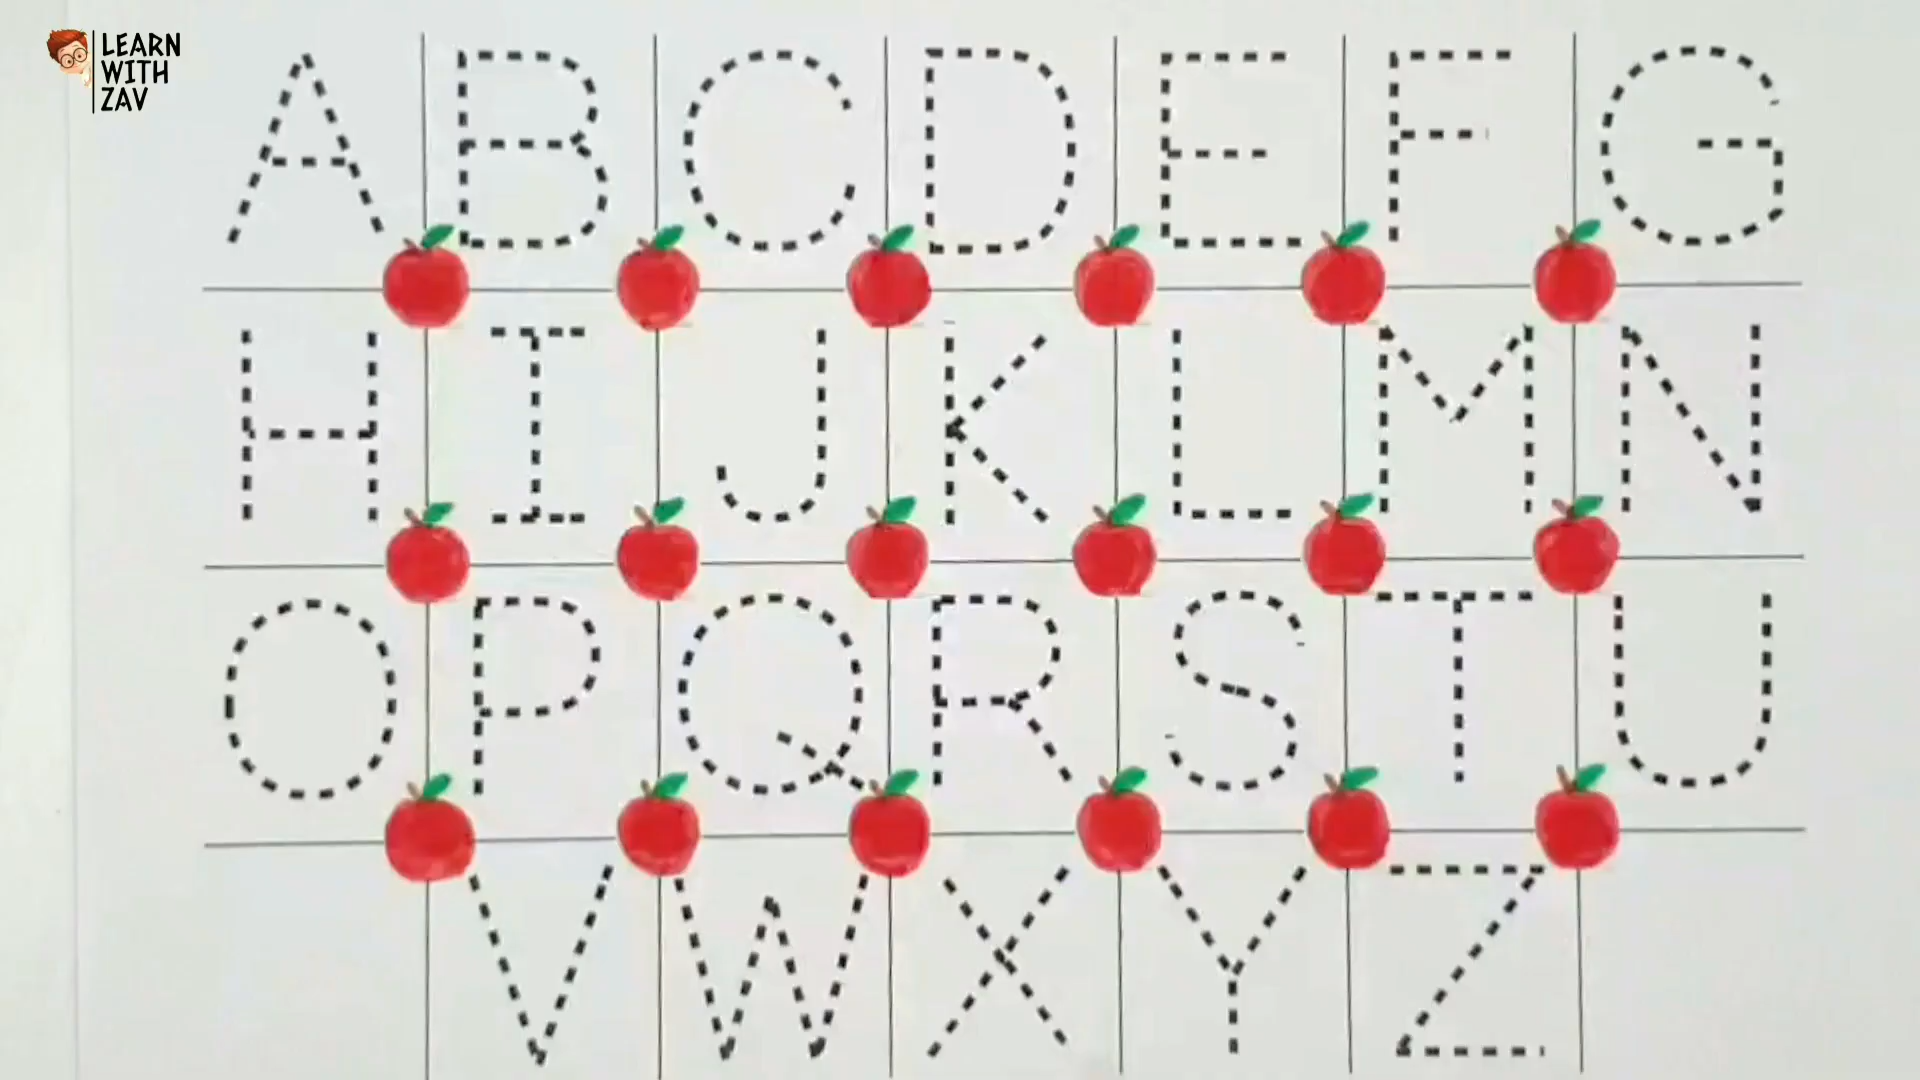 LEARN
WITH
ZAV
A B C D E F G
H I J K L M N
O P Q R S T U
V W X Y Z